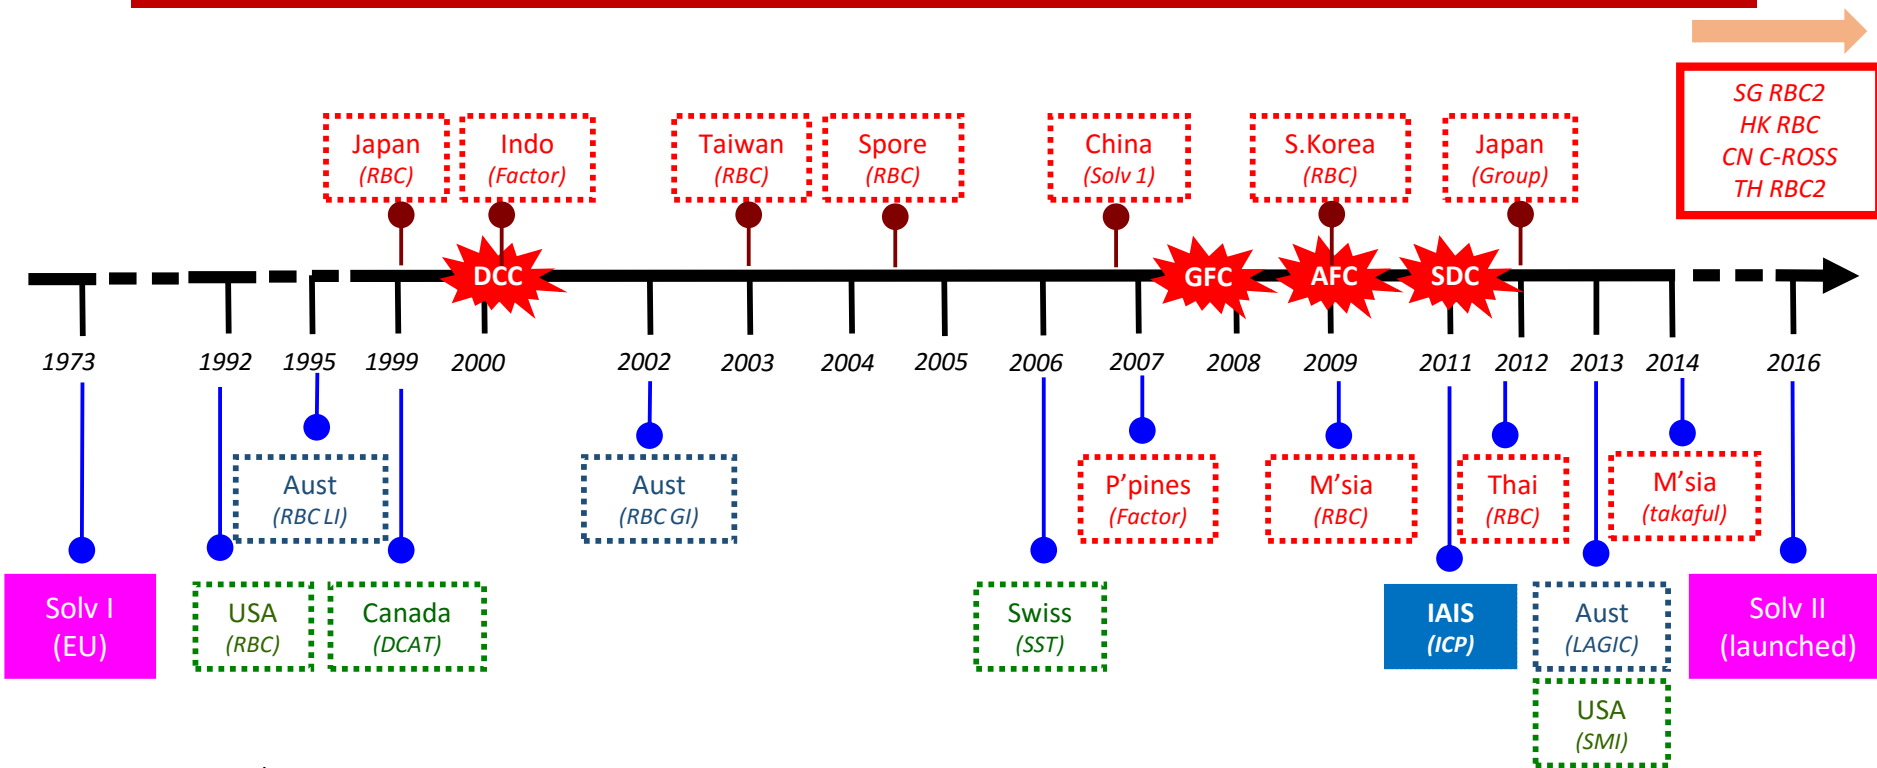 SG RBC2
HK RBC
CN C-ROSS
TH RBC2
Japan
(RBC)
Indo
(Factor)
Taiwan
(RBC)
Spore
(RBC)
China
(Solv 1)
S.Korea
(RBC)
Japan
(Group)
DCC
GFC
AFC
SDC
1973
1992
1995
1999
2000
2002
2003
2004
2005
2006
2007
2008
2009
2011
2012
2013
2014
2016
Aust
(RBC LI)
Aust
(RBC GI)
P'pines
(Factor)
M'sia
(RBC)
Thai
(RBC)
M'sia
(takaful)
Solv I
(EU)
USA
(RBC)
Canada
(DCAT)
Swiss
(SST)
IAIS
(ICP)
Aust
(LAGIC)
Solv II
(launched)
USA
(SMI)